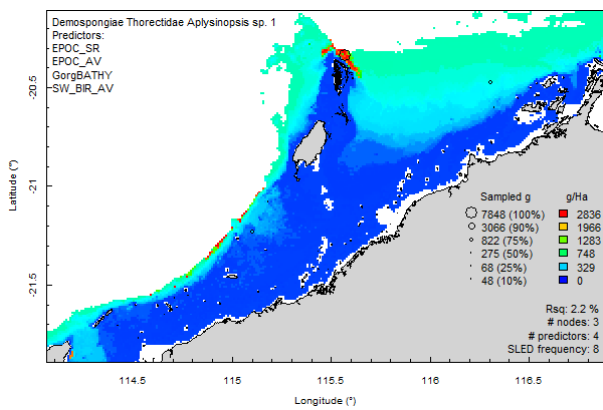 Demospongiae Thorectidae Aplysinopsis sp. 1
Predictors:
EPOC_SR
EPOC_AV
GorgBATHY
SW_BIR_AV
-20.5
-21
-21.5
Latitude (°)
Sampled g g/Ha
7848 (100%) 2836
3066 (90%) 1966
822 (75%) 1283
275 (50%) 748
68 (25%) 329
48 (10%) 0
Rsq: 2.2 %
# nodes: 3
# predictors: 4
SLED frequency: 8
114.5 115 115.5 116 116.5
Longitude (°)